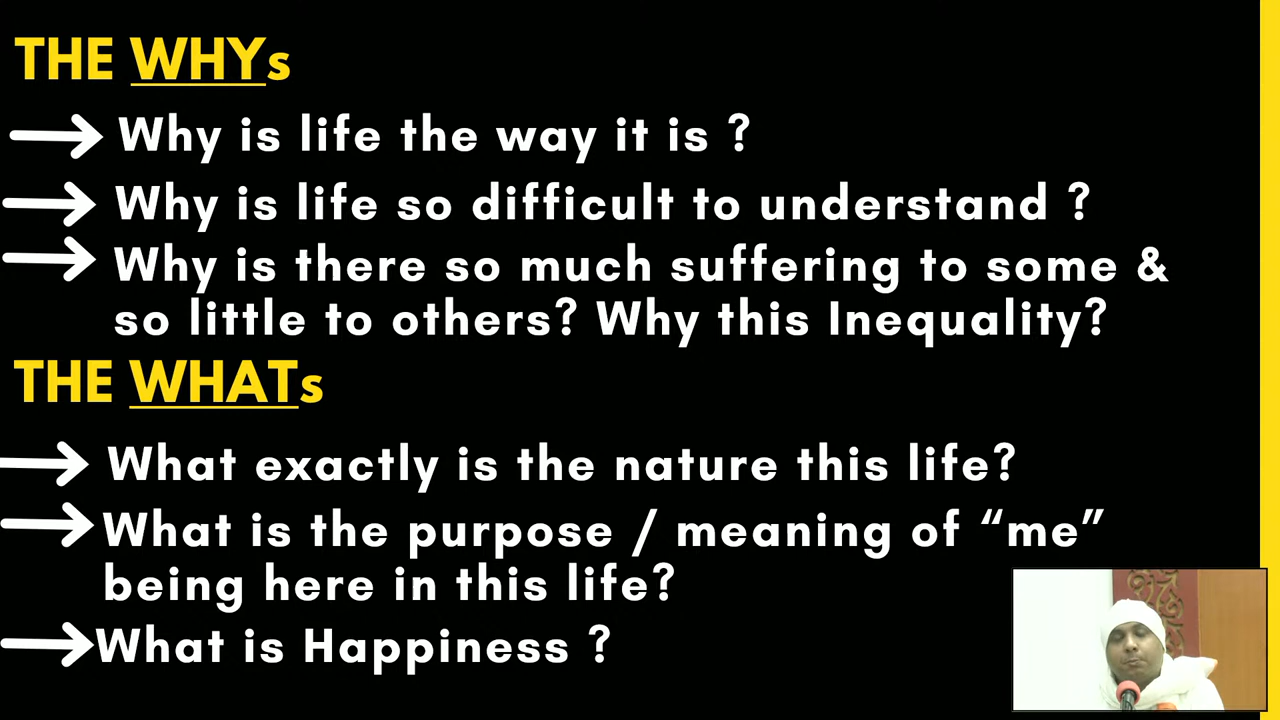 THE WHYs
Why is life the way it is ?
Why is life so difficult to understand ?
Why is there so much suffering to some &
so little to others? Why this Inequality?
THE WHATs
What exactly is the nature this life?
What is the purpose / meaning of “me”
being here in this life?
What is Happiness ?